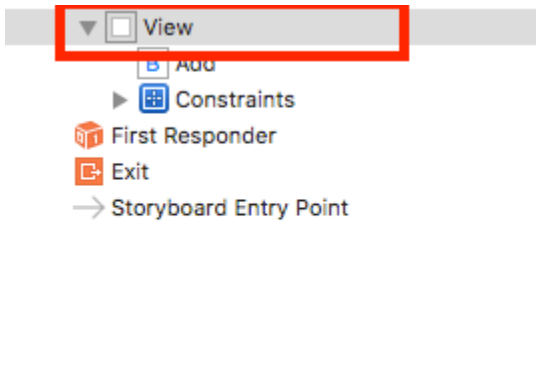 View
B Add
Constraints
First Responder
Exit
Storyboard Entry Point